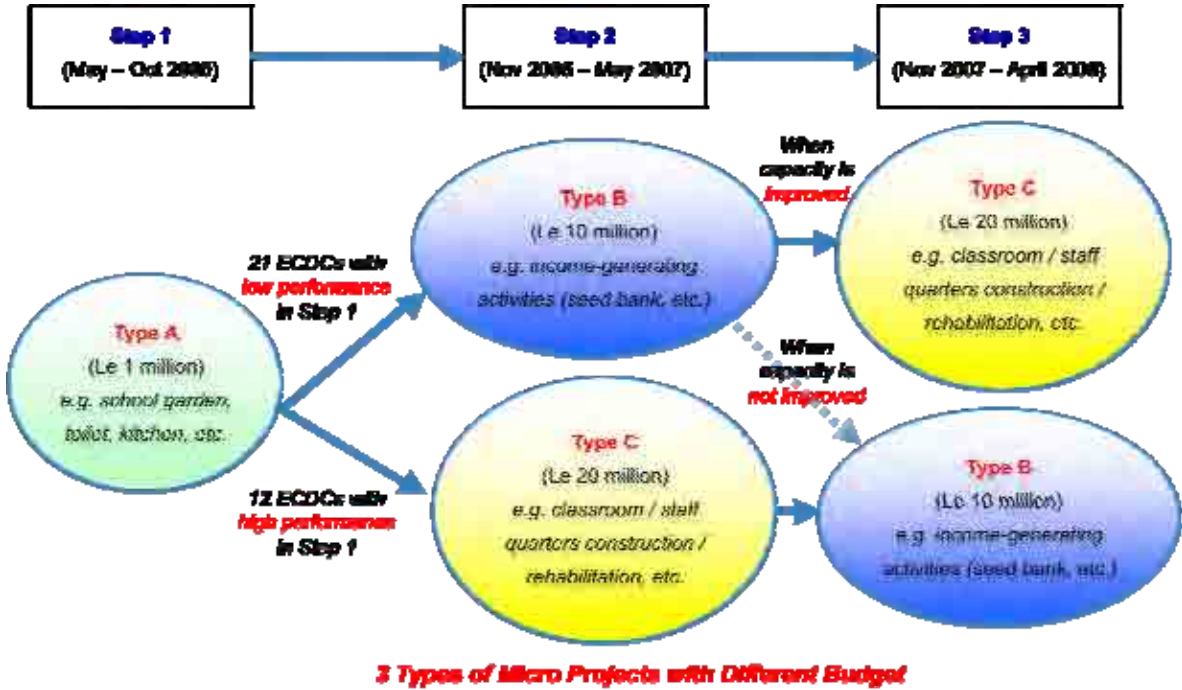 Step 1
(May – Oct
Step 2
(Nov – May 2007)
Step 3
(Nov 2007 – April
When
capacity is
improved
Type B
(Le 10 million)
e.g. income-generating
activities (seed bank, etc.)
Type C
(Le 20 million)
e.g. classroom / staff
quarters construction /
rehabilitation, etc.
21 ECDCs with
low performance
in Step 1
Type A
(Le 1 million)
e.g. school garden,
toilet, kitchen, etc.
When
capacity is
not improved
12 ECDCs with
high performance
in Step 1
Type C
(Le 20 million)
e.g. classroom / staff
quarters construction /
rehabilitation, etc.
Type B
(Le 10 million)
e.g. income-generating
activities (seed bank, etc.)
3 Types of Micro Projects with Different Budget